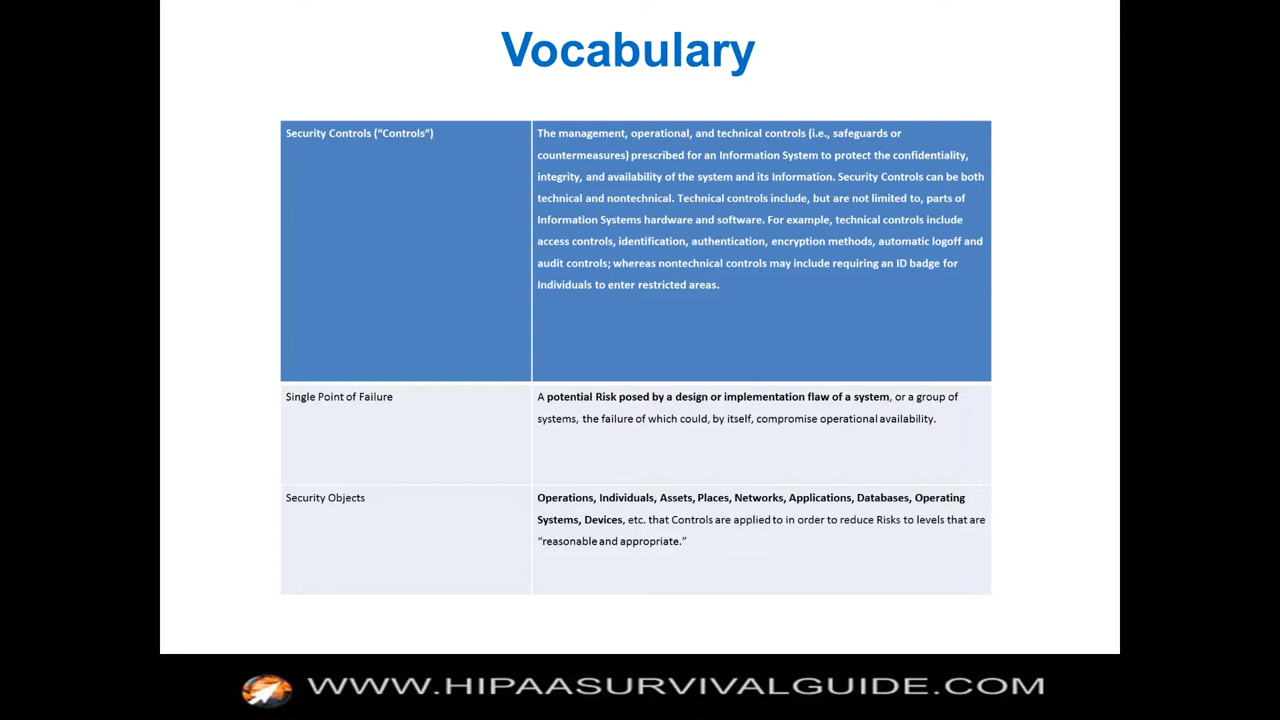 Vocabulary
Security Controls (“Controls”)
The management, operational, and technical controls (i.e., safeguards or
countermeasures) prescribed for an Information System to protect the confidentiality,
integrity, and availability of the system and its Information. Security Controls can be both
technical and nontechnical. Technical controls include, but are not limited to, parts of
Information Systems hardware and software. For example, technical controls include
access controls, identification, authentication, encryption methods, automatic logoff and
audit controls; whereas nontechnical controls may include requiring an ID badge for
Individuals to enter restricted areas.
Single Point of Failure
A potential Risk posed by a design or implementation flaw of a system, or a group of
systems, the failure of which could, by itself, compromise operational availability.
Security Objects
Operations, Individuals, Assets, Places, Networks, Applications, Databases, Operating
Systems, Devices, etc. that Controls are applied to in order to reduce Risks to levels that are
“reasonable and appropriate.”
WWW.HIPAASURVIVALGUIDE.COM